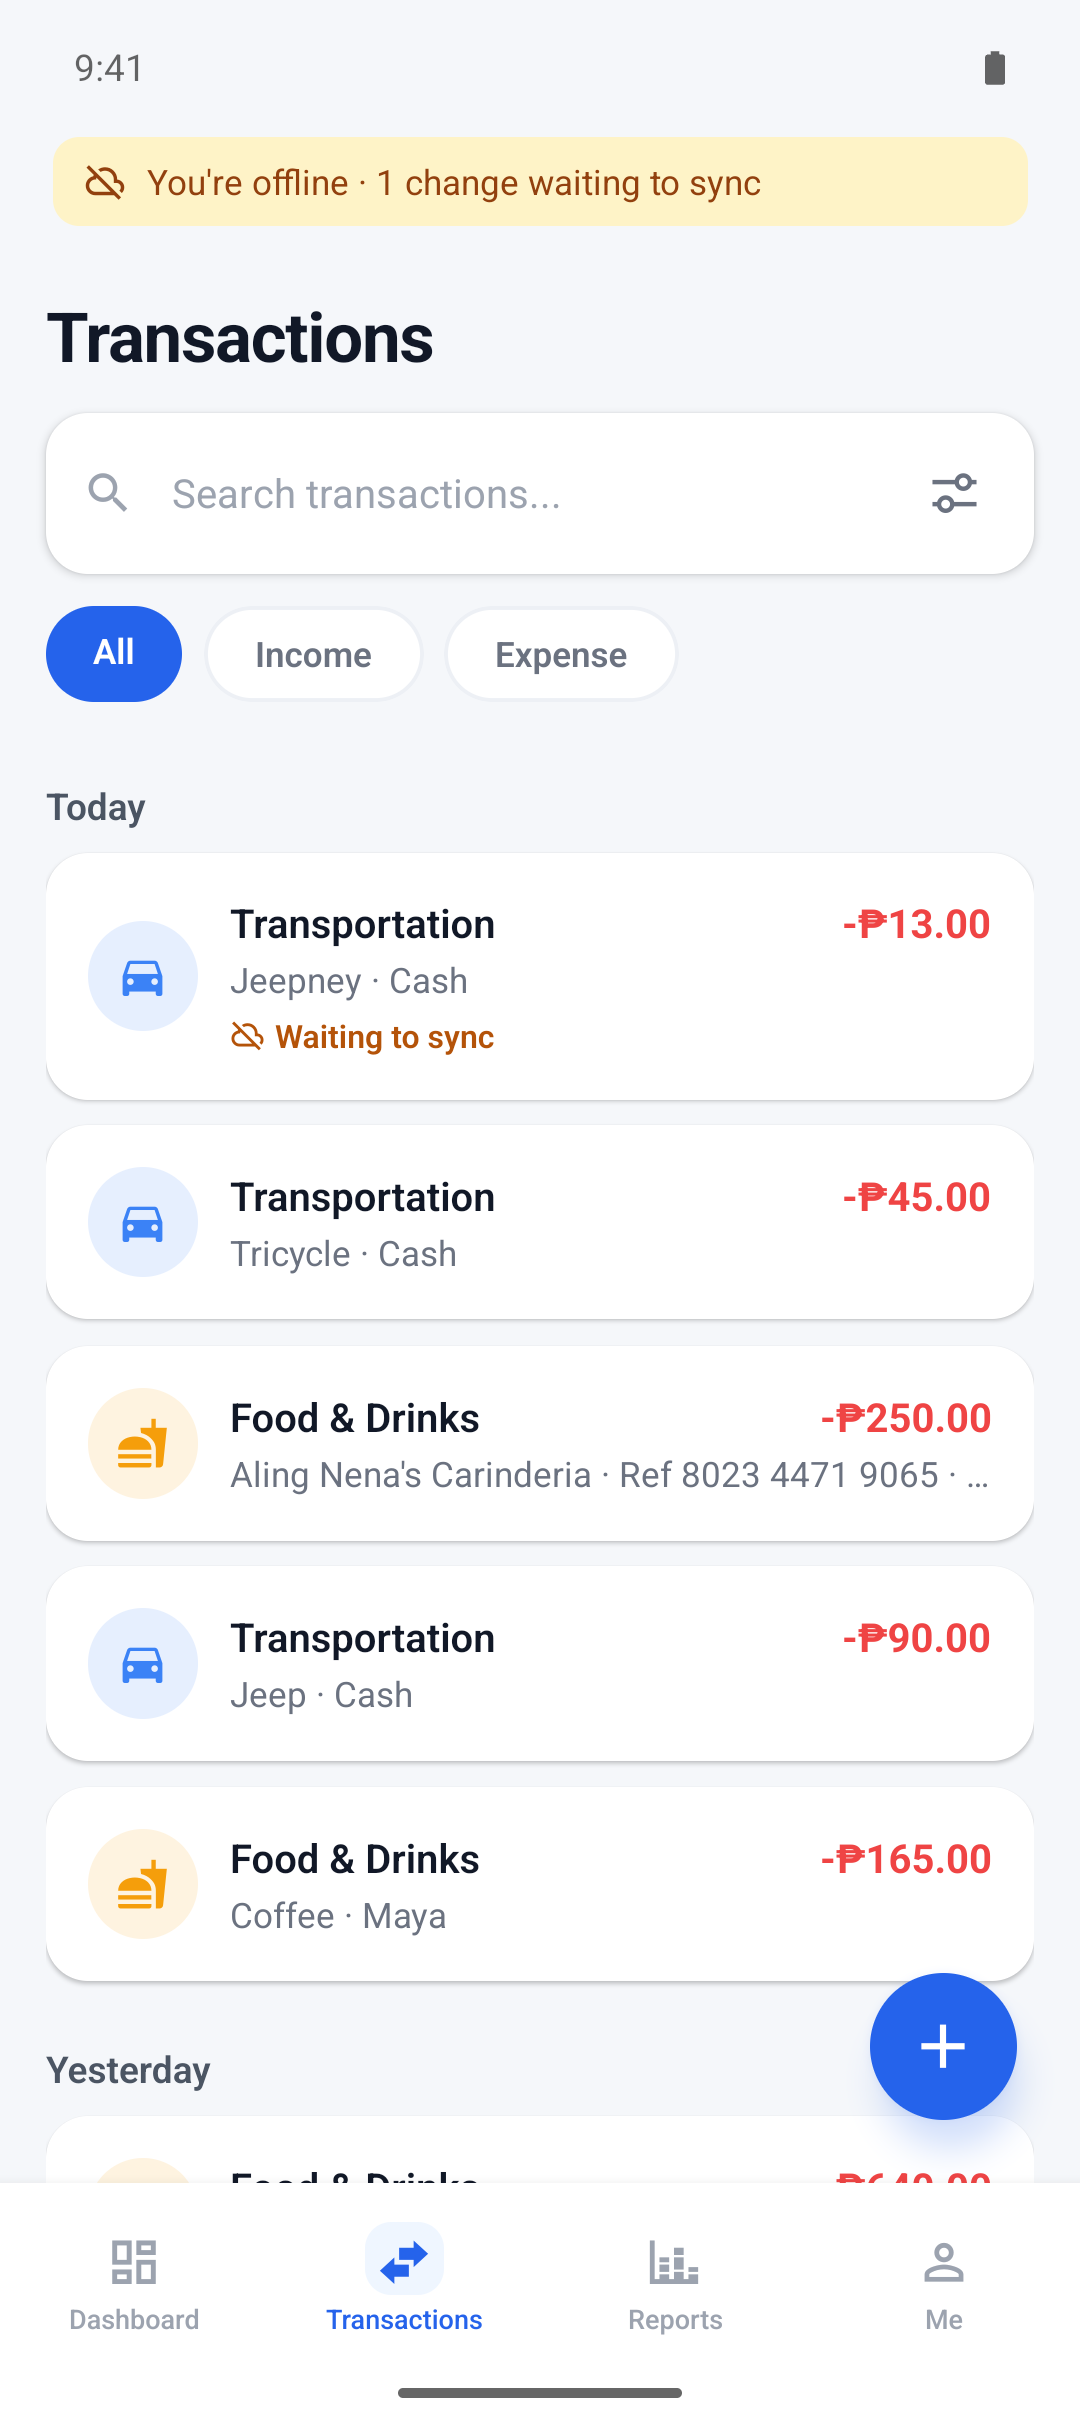 9:41
You're offline · 1 change waiting to sync
Transactions
Search transactions...
All
Income
Expense
Today
Transportation
-₱13.00
Jeepney · Cash
Waiting to sync
Transportation
-₱45.00
Tricycle · Cash
Food & Drinks
-₱250.00
Aling Nena's Carinderia · Ref 8023 4471 9065 · …
Transportation
-₱90.00
Jeep · Cash
Food & Drinks
-₱165.00
Coffee · Maya
Yesterday
Food & Drinks
Dashboard
Transactions
Reports
Me